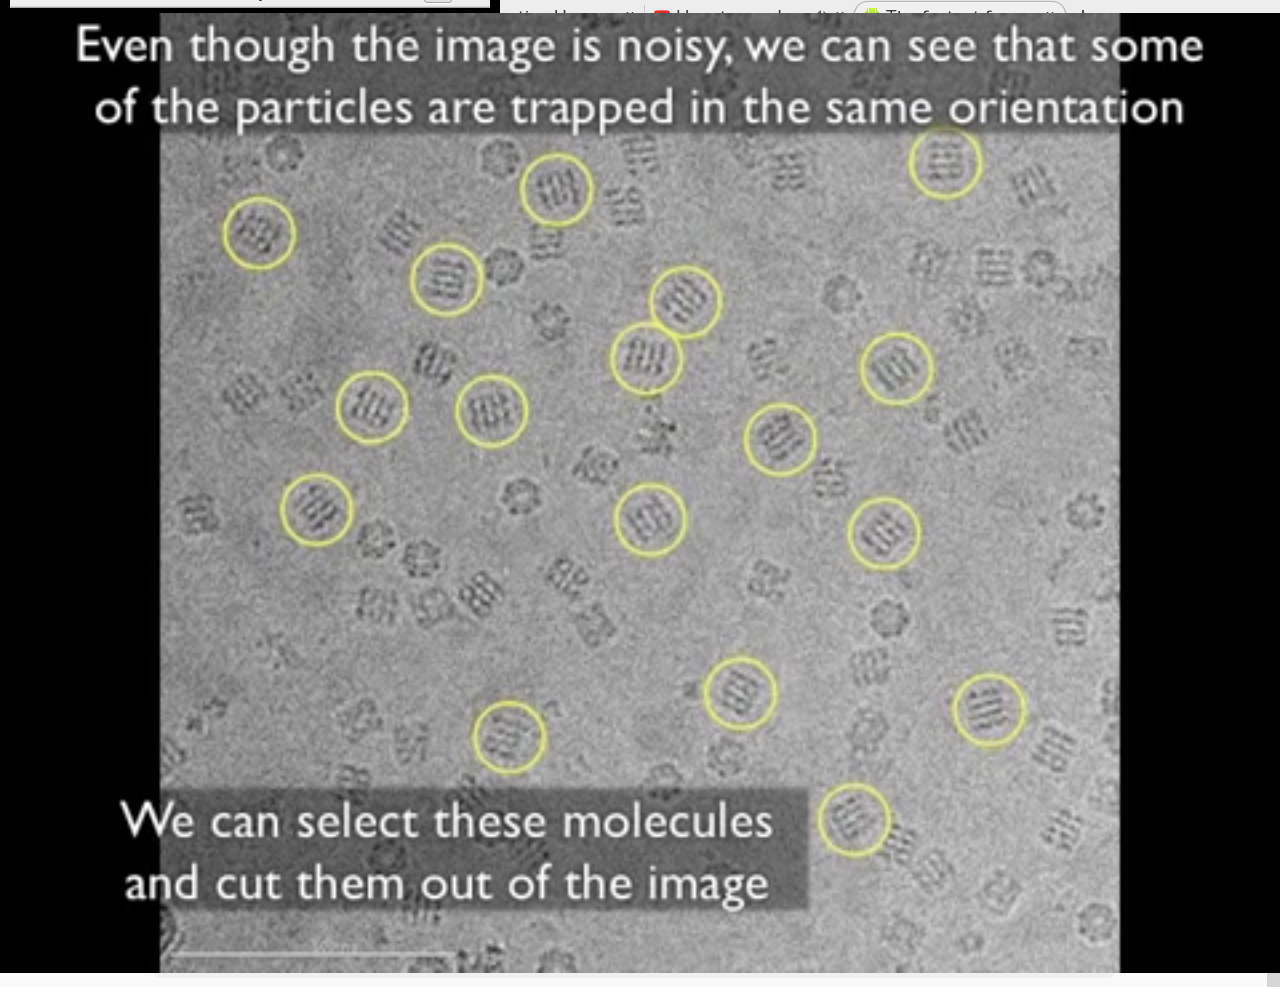 Even though the image is noisy, we can see that some
of the particles are trapped in the same orientation
We can select these molecules
and cut them out of the image